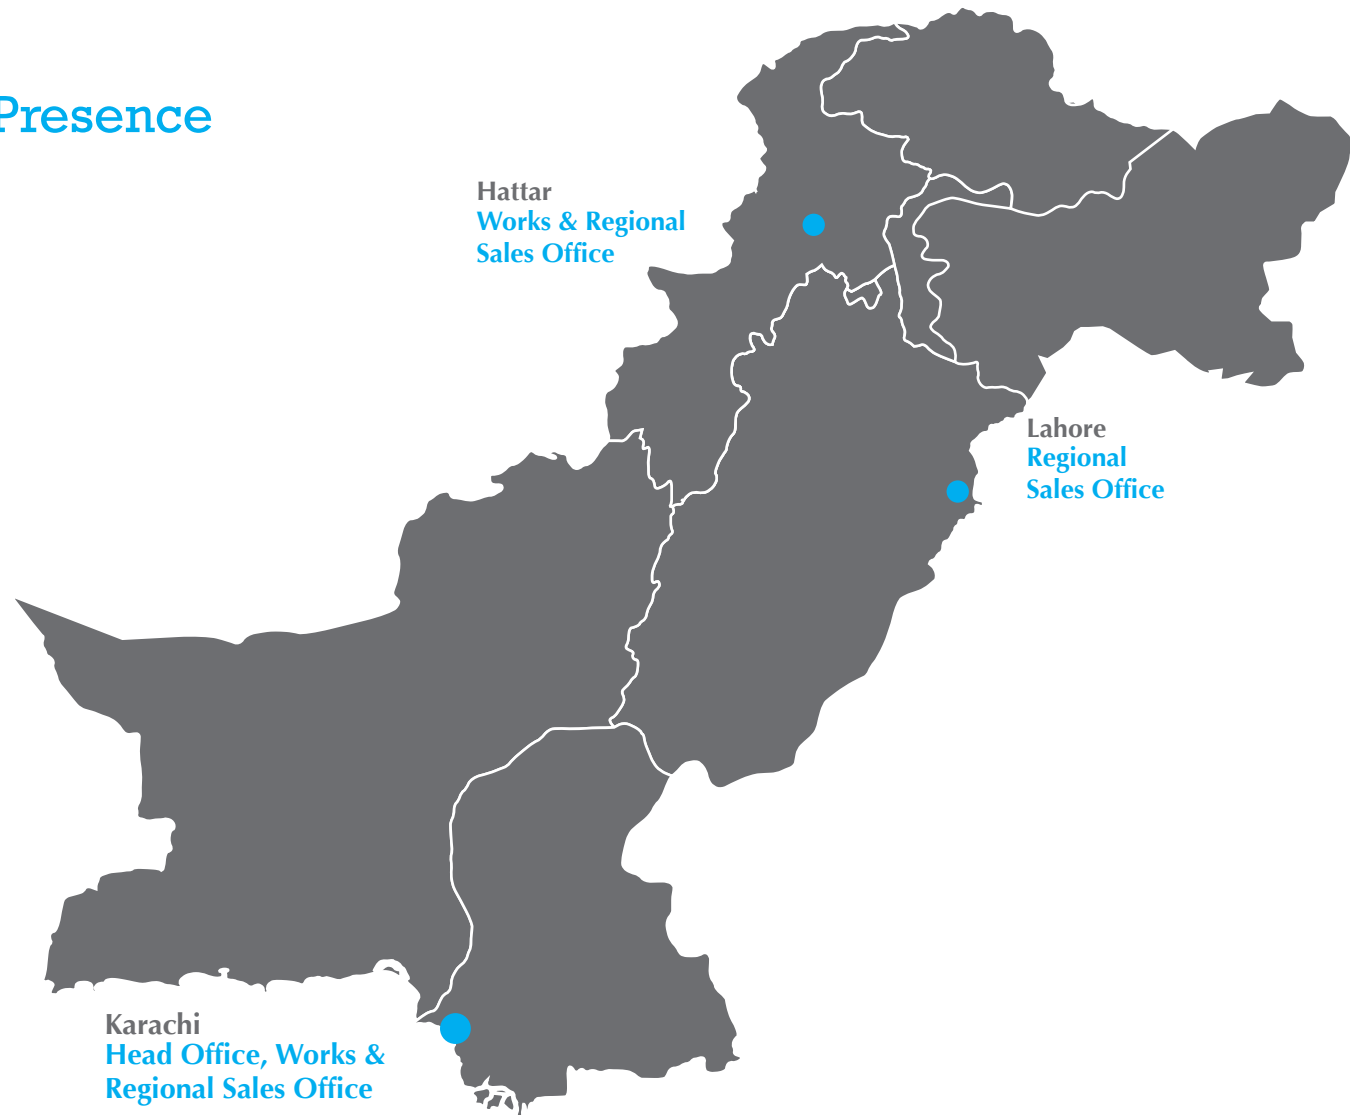 Presence
Hattar
Works & Regional
Sales Office
Lahore
Regional
Sales Office
Karachi
Head Office, Works &
Regional Sales Office